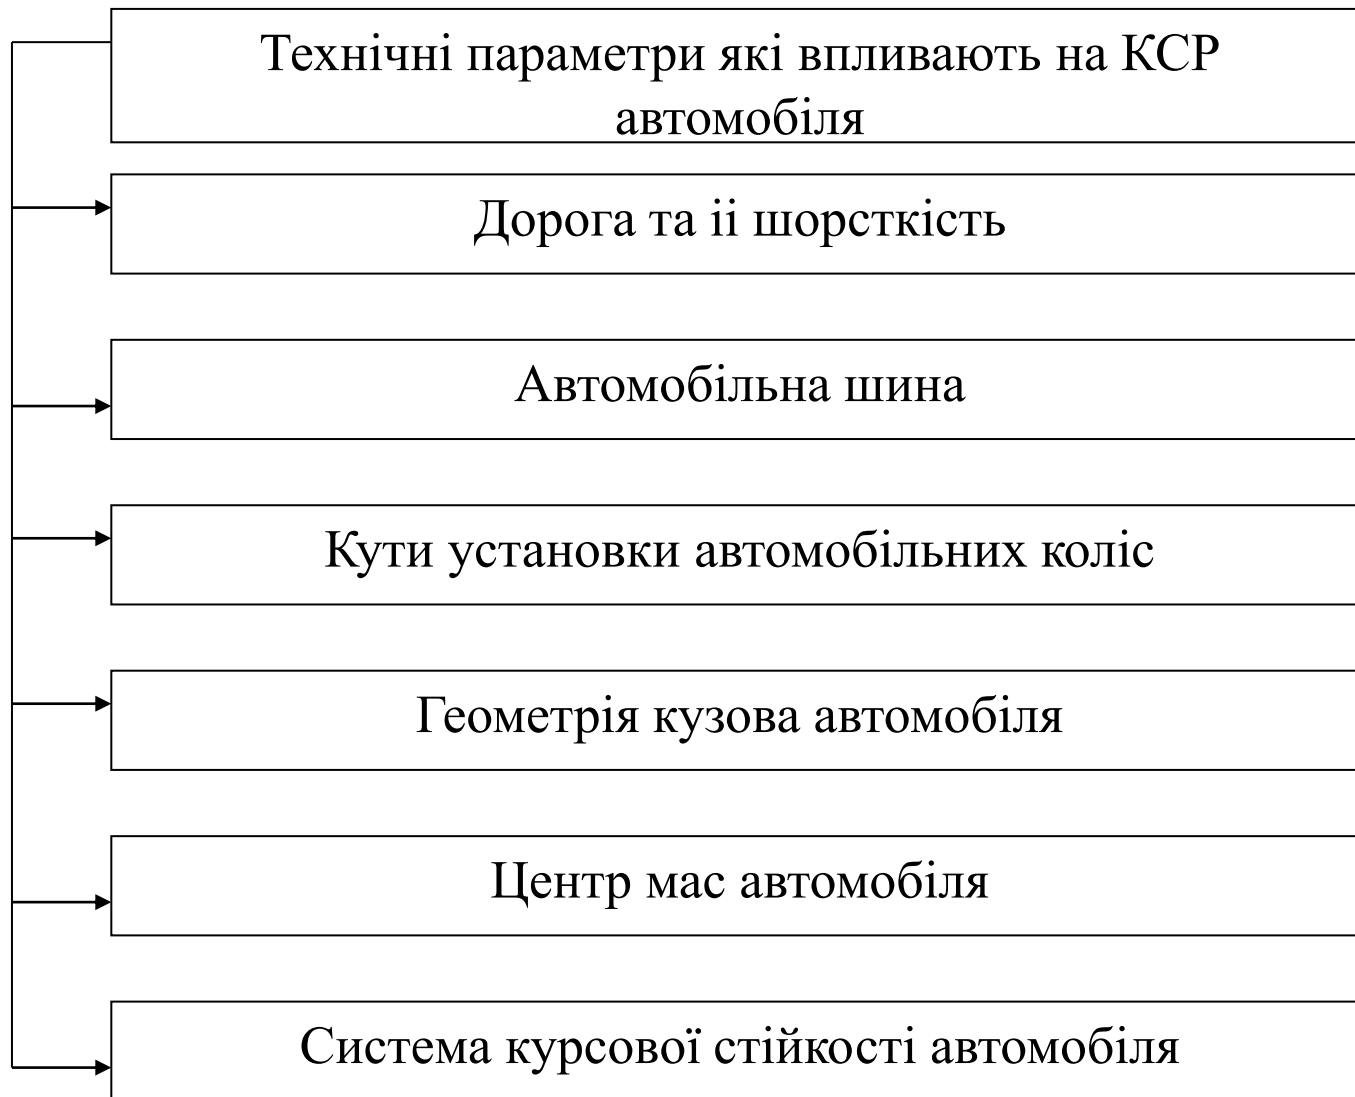 Технічні параметри які впливають на КСР
автомобіля
Дорога та іі шорсткість
Автомобільна шина
Кути установки автомобільних коліс
Геометрія кузова автомобіля
Центр мас автомобіля
Система курсової стійкості автомобіля